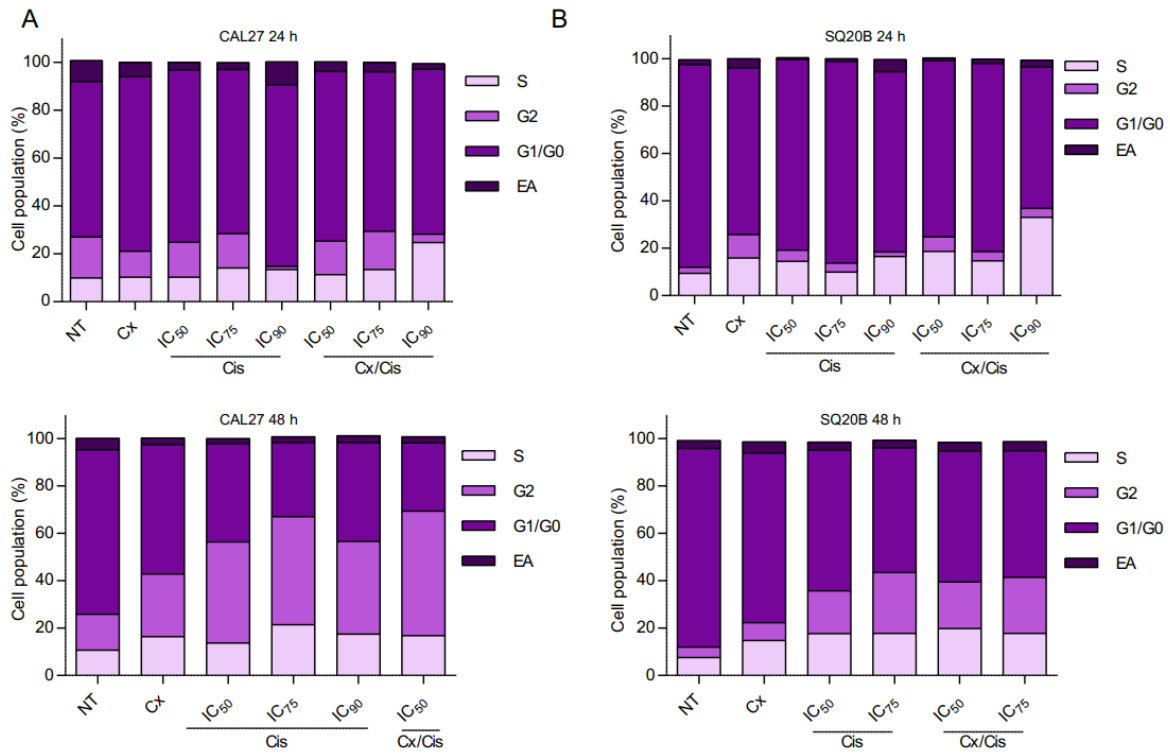 A
CAL27 24 h
Cell population (%)
100
80
60
40
20
0
S
G2
G1/G0
EA
NT Cx IC50 IC75 IC90 IC50 IC75 IC90
Cis Cx/Cis
B
SQ20B 24 h
Cell population (%)
100
80
60
40
20
0
S
G2
G1/G0
EA
NT Cx IC50 IC75 IC90 IC50 IC75 IC90
Cis Cx/Cis
CAL27 48 h
Cell population (%)
100
80
60
40
20
0
S
G2
G1/G0
EA
NT Cx IC50 IC75 IC90 IC50
Cis Cx/Cis
SQ20B 48 h
Cell population (%)
100
80
60
40
20
0
S
G2
G1/G0
EA
NT Cx IC50 IC75 IC50 IC75
Cis Cx/Cis